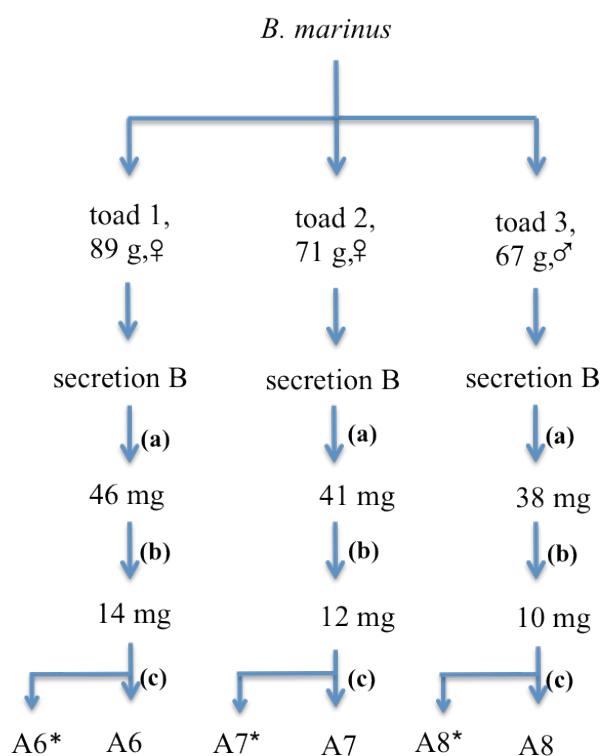 B. marinus
toad 1,
89 g,♀
toad 2,
71 g,♀
toad 3,
67 g,♂
secretion B
secretion B
secretion B
(a)
(a)
(a)
46 mg
41 mg
38 mg
(b)
(b)
(b)
14 mg
12 mg
10 mg
(c)
(c)
(c)
A6*
A6
A7*
A7
A8*
A8